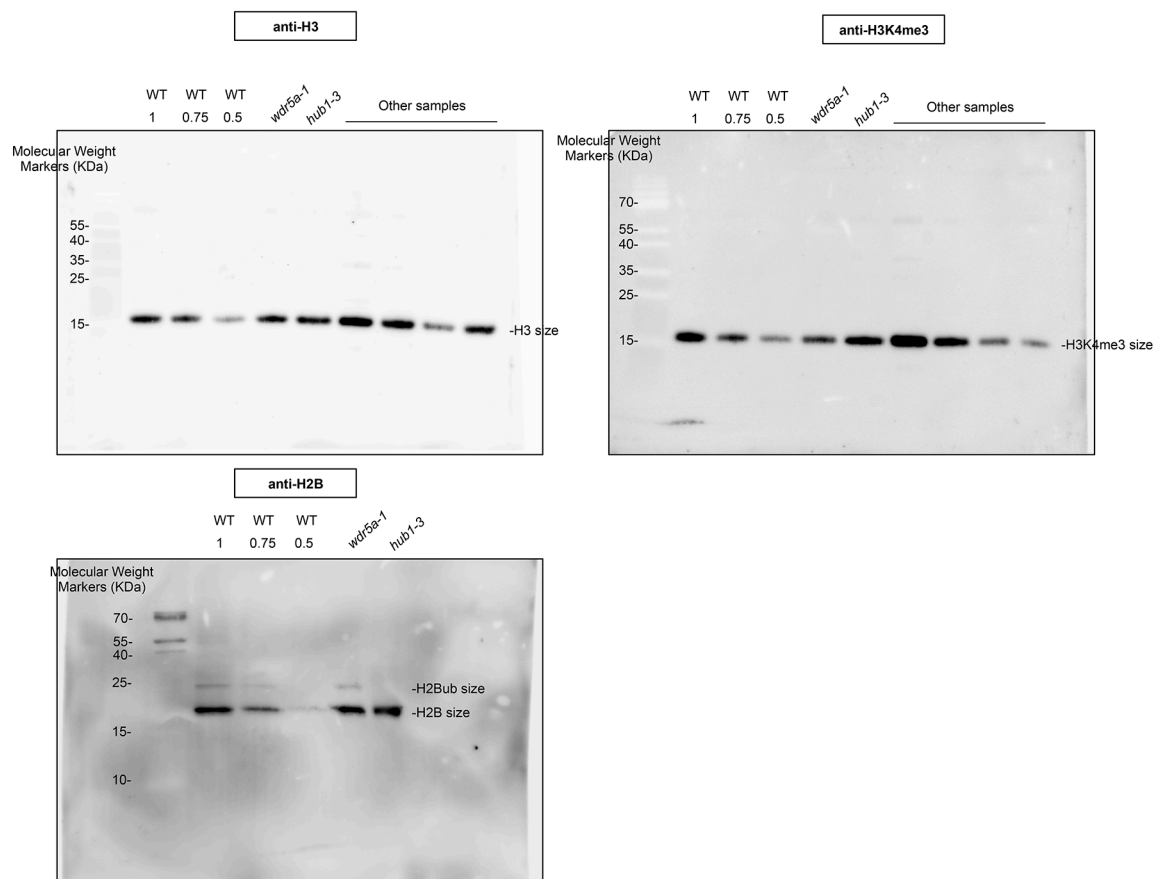 anti-H3
WT WT WT
1 0.75 0.5 wdr5a-1 hub1-3 Other samples
Molecular Weight
Markers (KDa)
55-
40-
35-
25-
15-
-H3 size
anti-H3K4me3
WT WT WT
1 0.75 0.5 wdr5a-1 hub1-3 Other samples
Molecular Weight
Markers (KDa)
70-
55-
40-
35-
25-
15-
-H3K4me3 size
anti-H2B
WT WT WT
1 0.75 0.5 wdr5a-1 hub1-3
Molecular Weight
Markers (KDa)
70-
55-
40-
25-
-H2Bub size
-H2B size
15-
10-